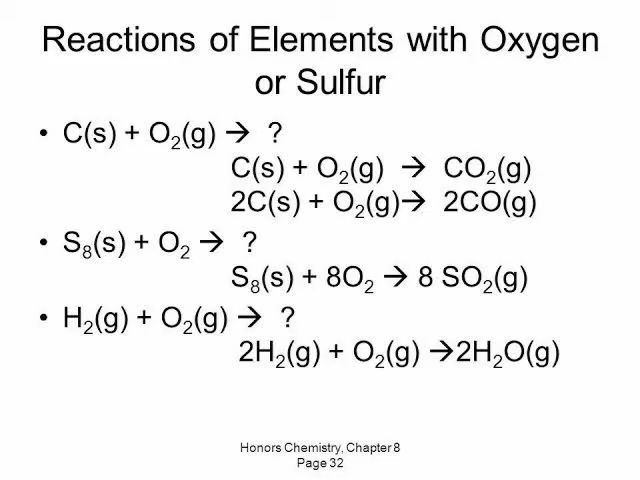 Reactions of Elements with Oxygen
or Sulfur
• C(s) + O₂(g) → ?
C(s) + O₂(g) → CO₂(g)
2C(s) + O₂(g)→ 2CO(g)
• S₈(s) + O₂ → ?
S₈(s) + 8O₂ → 8 SO₂(g)
• H₂(g) + O₂(g) → ?
2H₂(g) + O₂(g) →2H₂O(g)
Honors Chemistry, Chapter 8
Page 32